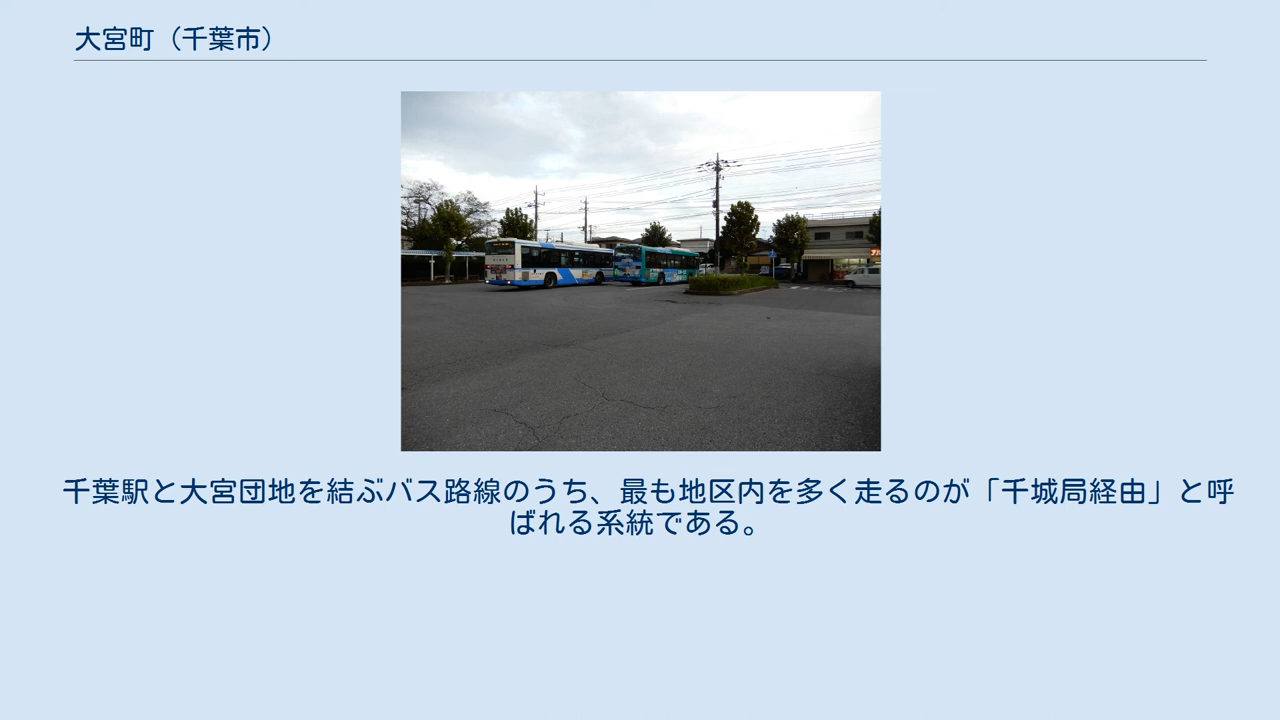 大宮町（千葉市）
千葉駅と大宮団地を結ぶバス路線のうち、最も地区内を多く走るのが「千城局経由」と呼
ばれる系統である。